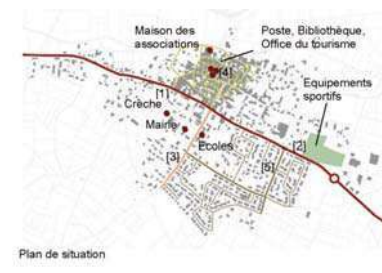 Maison des
associations
Poste, Bibliothèque,
Office du tourisme
[4]
Equipements
sportifs
[1]
Crèche
Mairie
Ecoles
[2]
[3]
[5]
Plan de situation